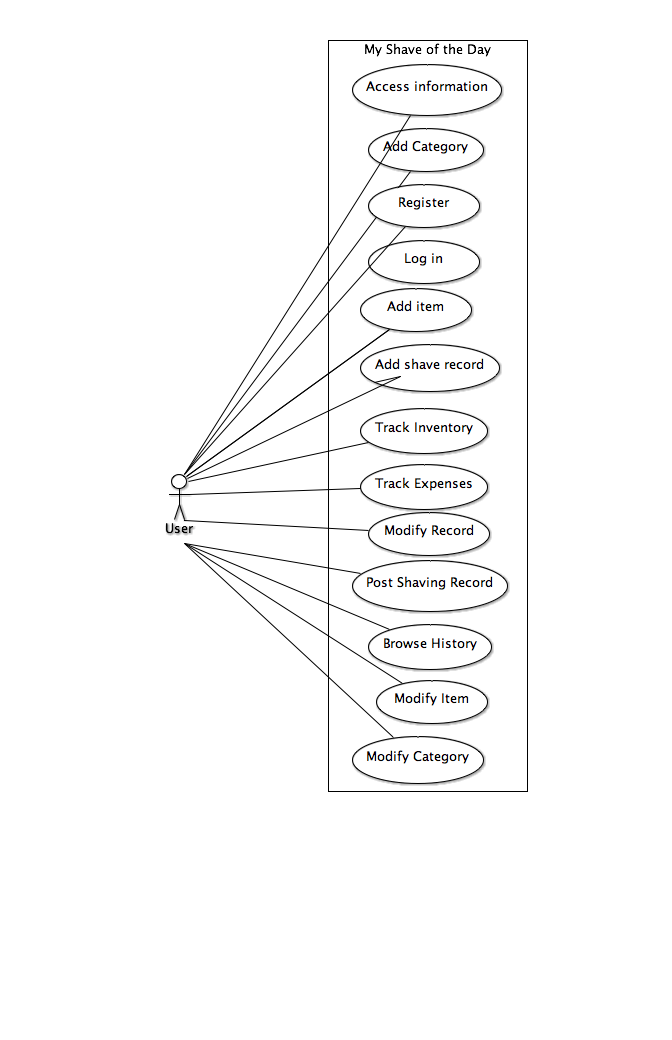 My Shave of the Day
Access information
Add Category
Register
Log in
Add item
Add shave record
Track Inventory
Track Expenses
Modify Record
User
Post Shaving Record
Browse History
Modify Item
Modify Category